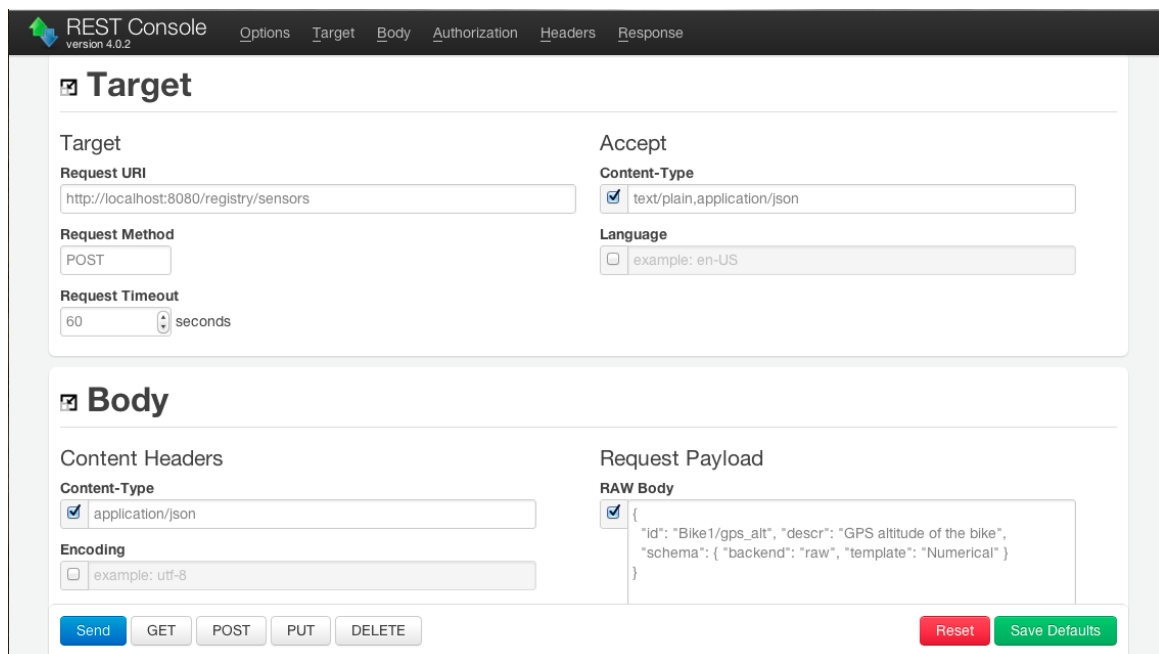 REST Console
version 4.0.2
Options Target Body Authorization Headers Response
Target
Target
Request URI
http://localhost:8080/registry/sensors
Request Method
POST
Request Timeout
60 seconds
Accept
Content-Type
text/plain,application/json
Language
example: en-US
Body
Content Headers
Content-Type
application/json
Encoding
example: utf-8
Request Payload
RAW Body
{
"id": "Bike1/gps_alt", "descr": "GPS altitude of the bike",
"schema": { "backend": "raw", "template": "Numerical" }
}
Send GET POST PUT DELETE Reset Save Defaults